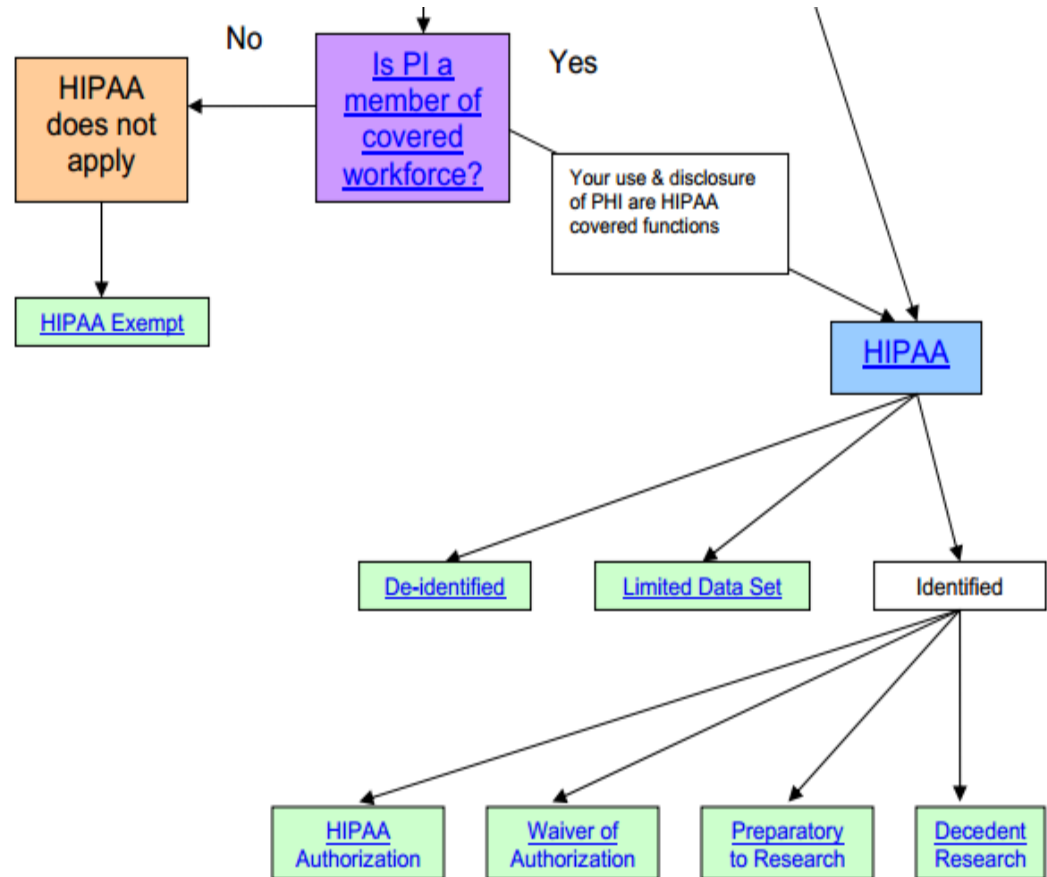 No
Yes
HIPAA
does not
apply
Is PI a
member of
covered
workforce?
Your use & disclosure
of PHI are HIPAA
covered functions
HIPAA Exempt
HIPAA
De-identified
Limited Data Set
Identified
HIPAA
Authorization
Waiver of
Authorization
Preparatory
to Research
Decedent
Research